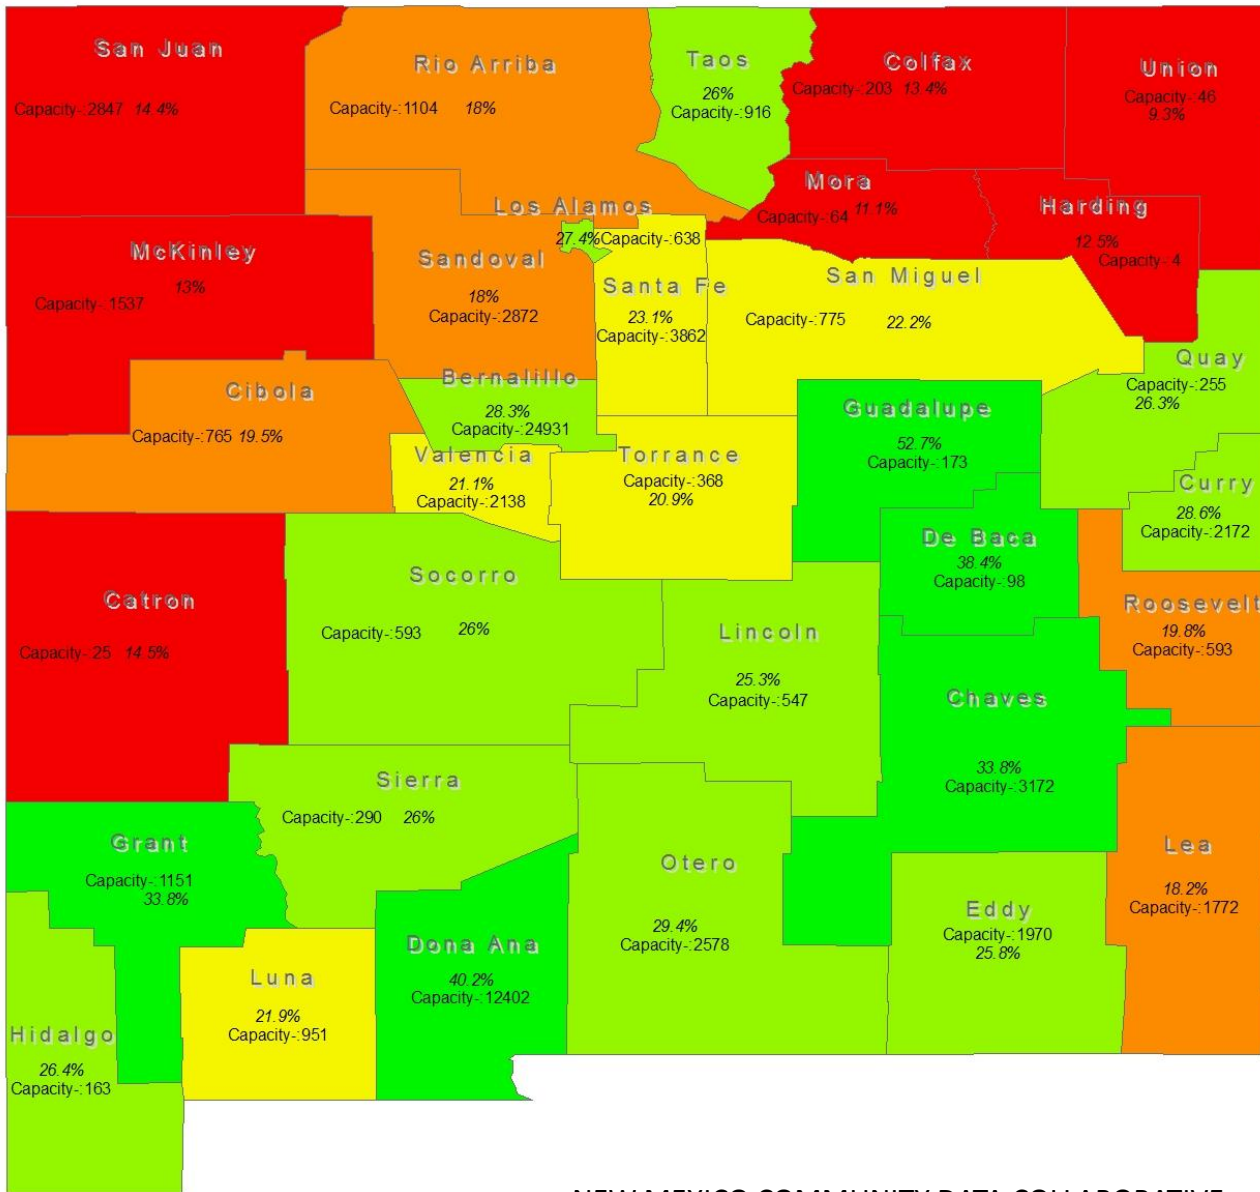 San Juan
Capacity-:2847 14.4%
Rio Arriba
Capacity-:1104 18%
Taos
26%
Capacity-:916
Colfax
Capacity-:203 13.4%
Union
Capacity-:46
9.3%
Mora
Capacity-:64 11.1%
Harding
12.5%
Capacity-:4
Los Alamos
27.4% Capacity-:638
McKinley
13%
Capacity-:1537
Sandoval
18%
Capacity-:2872
Santa Fe
23.1%
Capacity-:3862
San Miguel
Capacity-:775 22.2%
Quay
Capacity-:255
26.3%
Cibola
Capacity-:765 19.5%
Bernalillo
28.3%
Capacity-:24931
Guadalupe
52.7%
Capacity-:173
Valencia
21.1%
Capacity-:2138
Torrance
Capacity-:368
20.9%
Curry
28.6%
Capacity-:2172
De Baca
38.4%
Capacity-:98
Socorro
Capacity-:593 26%
Catron
Capacity-:25 14.5%
Lincoln
25.3%
Capacity-:547
Roosevelt
19.8%
Capacity-:593
Chaves
33.8%
Capacity-:3172
Sierra
Capacity-:290 26%
Grant
Capacity-:1151
33.8%
Otero
29.4%
Capacity-:2578
Lea
18.2%
Capacity-:1772
Eddy
Capacity-:1970
25.8%
Dona Ana
40.2%
Capacity-:12402
Luna
21.9%
Capacity-:951
Hidalgo
26.4%
Capacity-:163
NEW MEXICO COMMUNITY DATA COLLABORATIVE